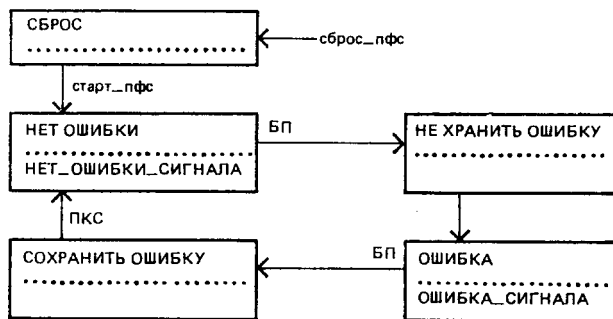 СБРОС
сброс_пфс
старт_пфс
НЕТ ОШИБКИ
НЕТ_ОШИБКИ_СИГНАЛА
БП
НЕ ХРАНИТЬ ОШИБКУ
ПКС
СОХРАНИТЬ ОШИБКУ
БП
ОШИБКА
ОШИБКА_СИГНАЛА